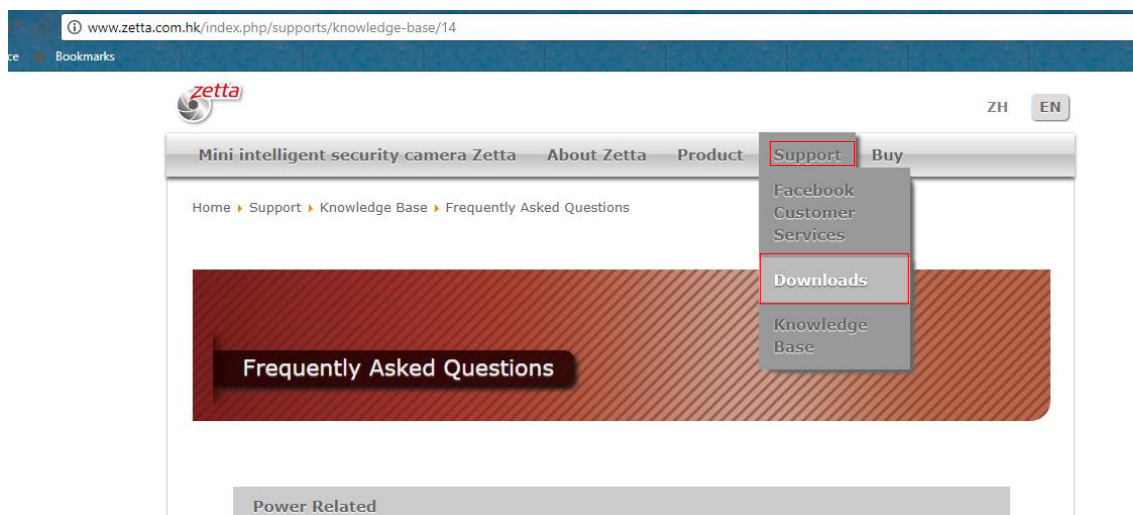 www.zetta.com.hk/index.php/supports/knowledge-base/14
ce Bookmarks
zetta
ZH EN
Mini intelligent security camera Zetta About Zetta Product Support Buy
Facebook
Customer
Services
Home Support Knowledge Base Frequently Asked Questions
Downloads
Knowledge
Base
Frequently Asked Questions
Power Related